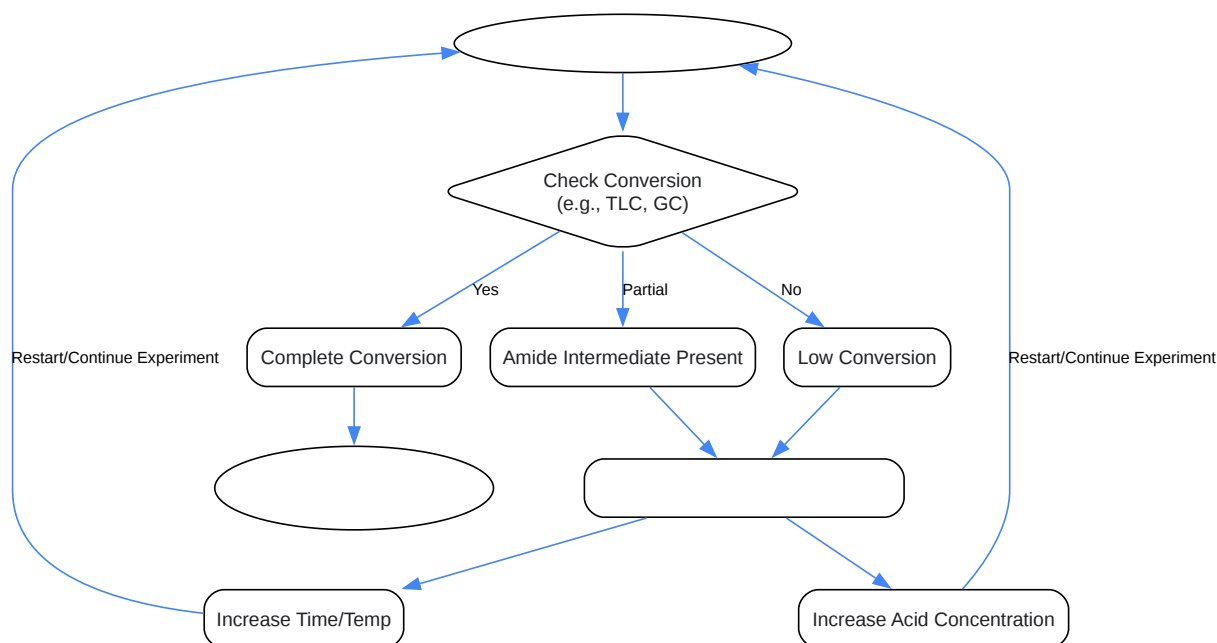 Check Conversion
(e.g., TLC, GC)
Yes
Partial
No
Restart/Continue Experiment
Complete Conversion
Amide Intermediate Present
Low Conversion
Restart/Continue Experiment
Increase Time/Temp
Increase Acid Concentration